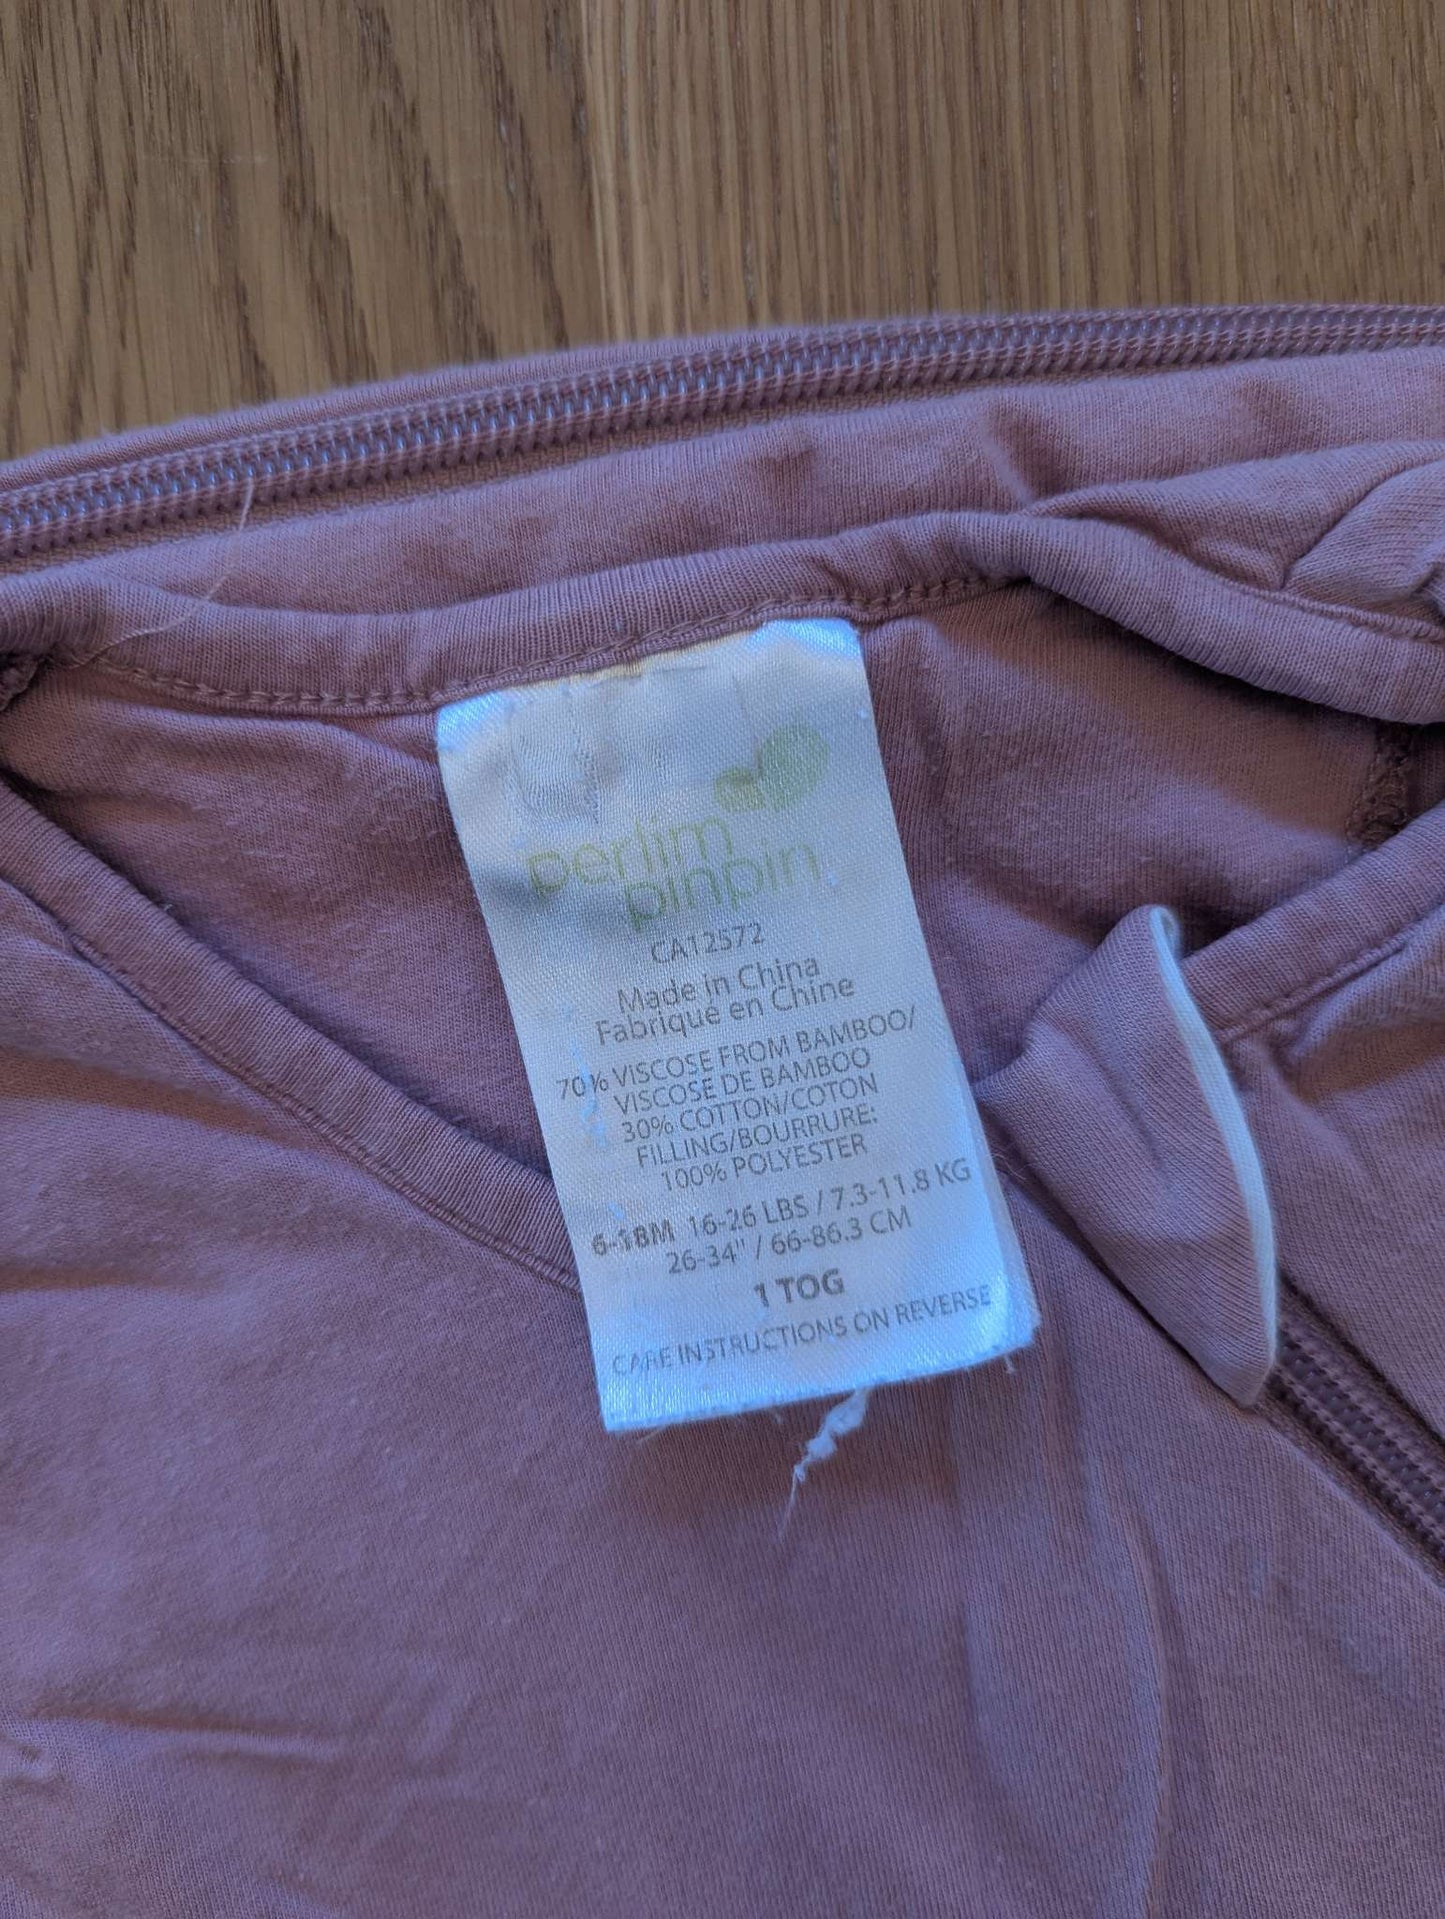 perlim
pinpin
CA12572
Made in China
Fabriqué en Chine
70% VISCOSE FROM BAMBOO/
VISCOSE DE BAMBOO
30% COTTON/COTON
FILLING/BOURRURE:
100% POLYESTER
6-18M 16-26 LBS / 7.3-11.8 KG
26-34" / 66-86.3 CM
1 TOG
CARE INSTRUCTIONS ON REVERSE